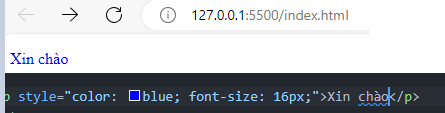 127.0.0.1:5500/index.html
Xin chào
style="color: blue; font-size: 16px;">Xin chào</p>